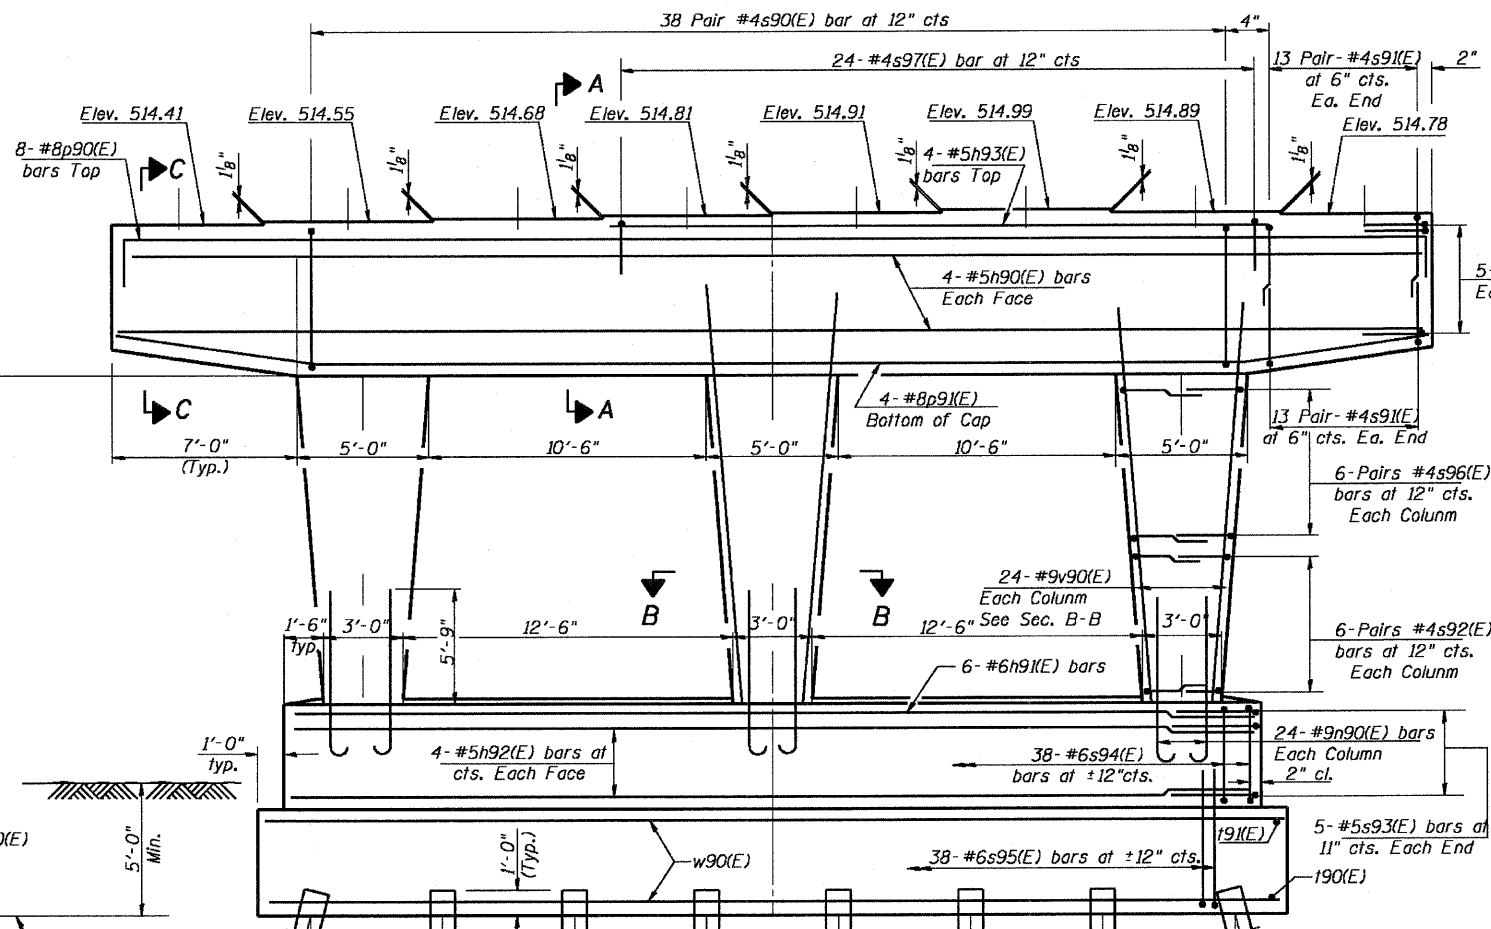 38 Pair #4s90(E) bar at 12" cts
4"
24- #4s97(E) bar at 12" cts
13 Pair- #4s91(E)
at 6" cts.
Ea. End
2"
A
Elev. 514.41
Elev. 514.55
Elev. 514.68
Elev. 514.81
Elev. 514.91
Elev. 514.99
Elev. 514.89
Elev. 514.78
8- #8p90(E)
bars Top
C
1⅛"
1⅛"
1⅛"
1⅛"
1⅛"
1⅛"
1⅛"
4- #5h93(E)
bars Top
4- #5h90(E) bars
Each Face
5-
C
A
4- #8p91(E)
Bottom of Cap
13 Pair- #4s91(E)
at 6" cts. Ea. End
7'-0"
(Typ.)
5'-0"
10'-6"
5'-0"
10'-6"
5'-0"
6-Pairs #4s96(E)
bars at 12" cts.
Each Colunm
B
B
24- #9v90(E)
Each Colunm
See Sec. B-B
1'-6"
typ
3'-0"
5'-9"
12'-6"
3'-0"
12'-6"
3'-0"
6-Pairs #4s92(E)
bars at 12" cts.
Each Colunm
6- #6h91(E) bars
1'-0"
typ.
4- #5h92(E) bars at
cts. Each Face
38- #6s94(E)
bars at ±12"cts.
24- #9n90(E) bars
Each Column
2" cl.
5'-0"
Min.
0(E)
1'-0"
(Typ.)
w90(E)
38- #6s95(E) bars at ±12" cts.
t91(E)
5- #5s93(E) bars at
11" cts. Each End
t90(E)